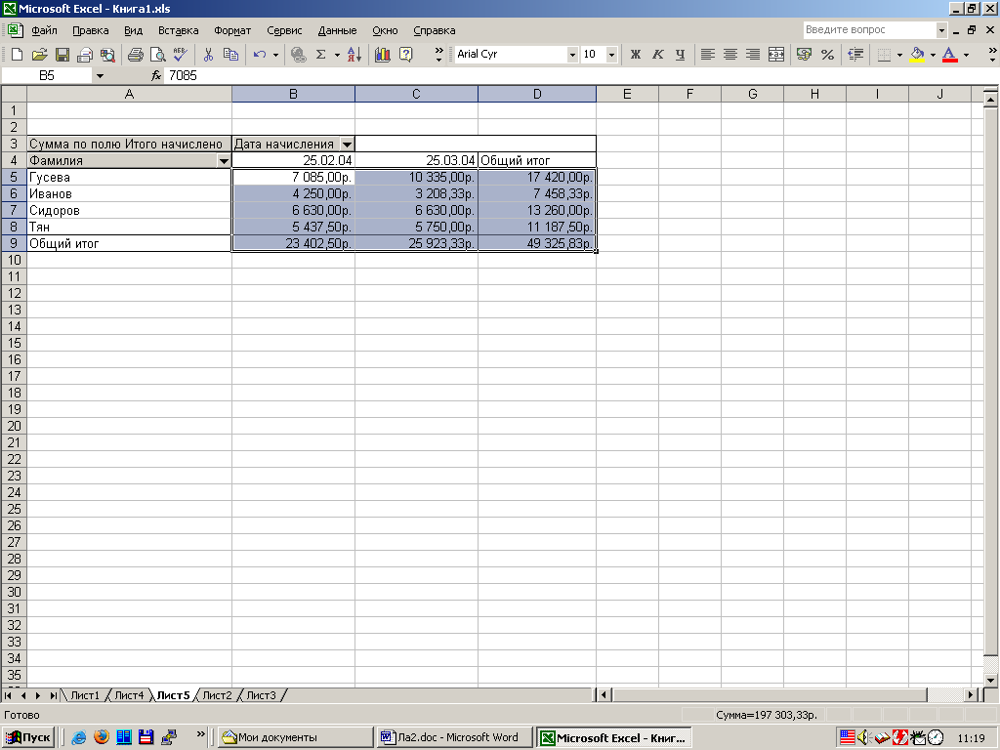 Microsoft Excel - Книга1.xls
Файл Правка Вид Вставка Формат Сервис Данные Окно Справка Введите вопрос
Arial Cyr 10 Ж К Ч
B5 fx 7085
A B C D E F G H I J
1
2
3 Сумма по полю Итого начислено Дата начисления
4 Фамилия 25.02.04 25.03.04 Общий итог
5 Гусева 7 085,00р. 10 335,00р. 17 420,00р.
6 Иванов 4 250,00р. 3 208,33р. 7 458,33р.
7 Сидоров 6 630,00р. 6 630,00р. 13 260,00р.
8 Тян 5 437,50р. 5 750,00р. 11 187,50р.
9 Общий итог 23 402,50р. 25 923,33р. 49 325,83р.
10
11
12
13
14
15
16
17
18
19
20
21
22
23
24
25
26
27
28
29
30
31
32
33
34
35
Лист1 Лист4 Лист5 Лист2 Лист3
Готово Сумма=197 303,33р.
Пуск Мои документы Ла2.doc - Microsoft Word Microsoft Excel - Книг... 11:19